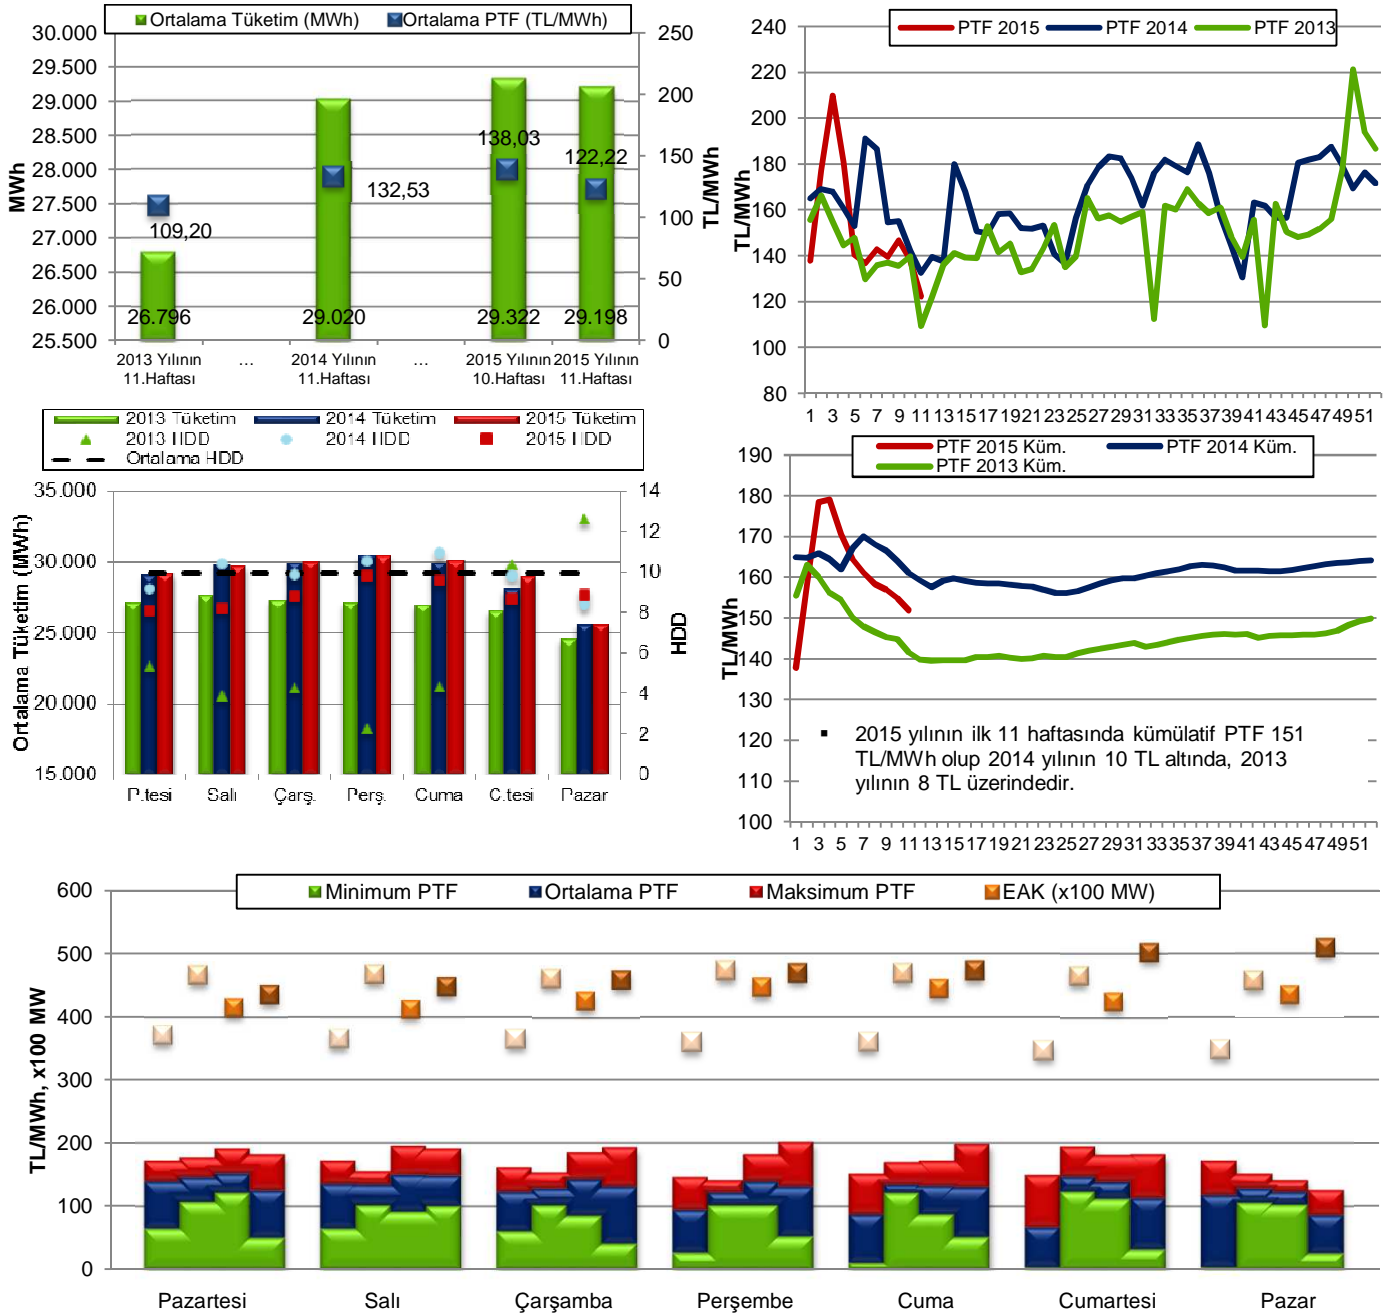 Ortalama Tüketim (MWh) Ortalama PTF (TL/MWh)
30.000
29.500
29.000
28.500
28.000
27.500
27.000
26.500
26.000
25.500
MWh
250
200
150
100
50
0
TL/MWh
109,20
132,53
138,03
122,22
26.796
29.020
29.322
29.198
2013 Yılının
11.Haftası
...
2014 Yılının
11.Haftası
...
2015 Yılının
10.Haftası
2015 Yılının
11.Haftası
PTF 2015 PTF 2014 PTF 2013
240
220
200
180
160
140
120
100
80
TL/MWh
1 3 5 7 9 11 13 15 17 19 21 23 25 27 29 31 33 35 37 39 41 43 45 47 49 51
2013 Tüketim 2014 Tüketim 2015 Tüketim
2013 HDD 2014 HDD 2015 HDD
Ortalama HDD
35.000
30.000
25.000
20.000
15.000
Ortalama Tüketim (MWh)
14
12
10
8
6
4
2
0
HDD
P.tesi Salı Çarş. Perş. Cuma C.tesi Pazar
PTF 2015 Küm. PTF 2014 Küm.
PTF 2013 Küm.
190
180
170
160
150
140
130
120
110
100
TL/MWh
▪ 2015 yılının ilk 11 haftasında kümülatif PTF 151
TL/MWh olup 2014 yılının 10 TL altında, 2013
yılının 8 TL üzerindedir.
1 3 5 7 9 11 13 15 17 19 21 23 25 27 29 31 33 35 37 39 41 43 45 47 49 51
Minimum PTF Ortalama PTF Maksimum PTF EAK (x100 MW)
600
500
400
300
200
100
0
TL/MWh, x100 MW
Pazartesi Salı Çarşamba Perşembe Cuma Cumartesi Pazar